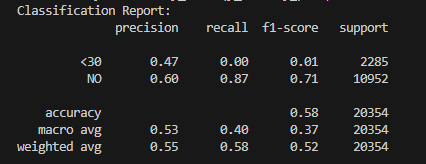 Classification Report:
precision recall f1-score support
<30 0.47 0.00 0.01 2285
NO 0.60 0.87 0.71 10952
accuracy 0.58 20354
macro avg 0.53 0.40 0.37 20354
weighted avg 0.55 0.58 0.52 20354